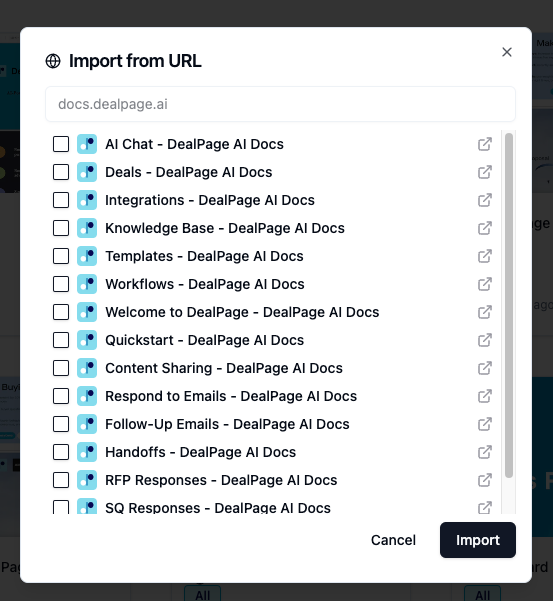 Import from URL
docs.dealpage.ai
AI Chat - DealPage AI Docs
Deals - DealPage AI Docs
Integrations - DealPage AI Docs
Knowledge Base - DealPage AI Docs
Templates - DealPage AI Docs
Workflows - DealPage AI Docs
Welcome to DealPage - DealPage AI Docs
Quickstart - DealPage AI Docs
Content Sharing - DealPage AI Docs
Respond to Emails - DealPage AI Docs
Follow-Up Emails - DealPage AI Docs
Handoffs - DealPage AI Docs
RFP Responses - DealPage AI Docs
SQ Responses - DealPage AI Docs
Cancel
Import
All
All